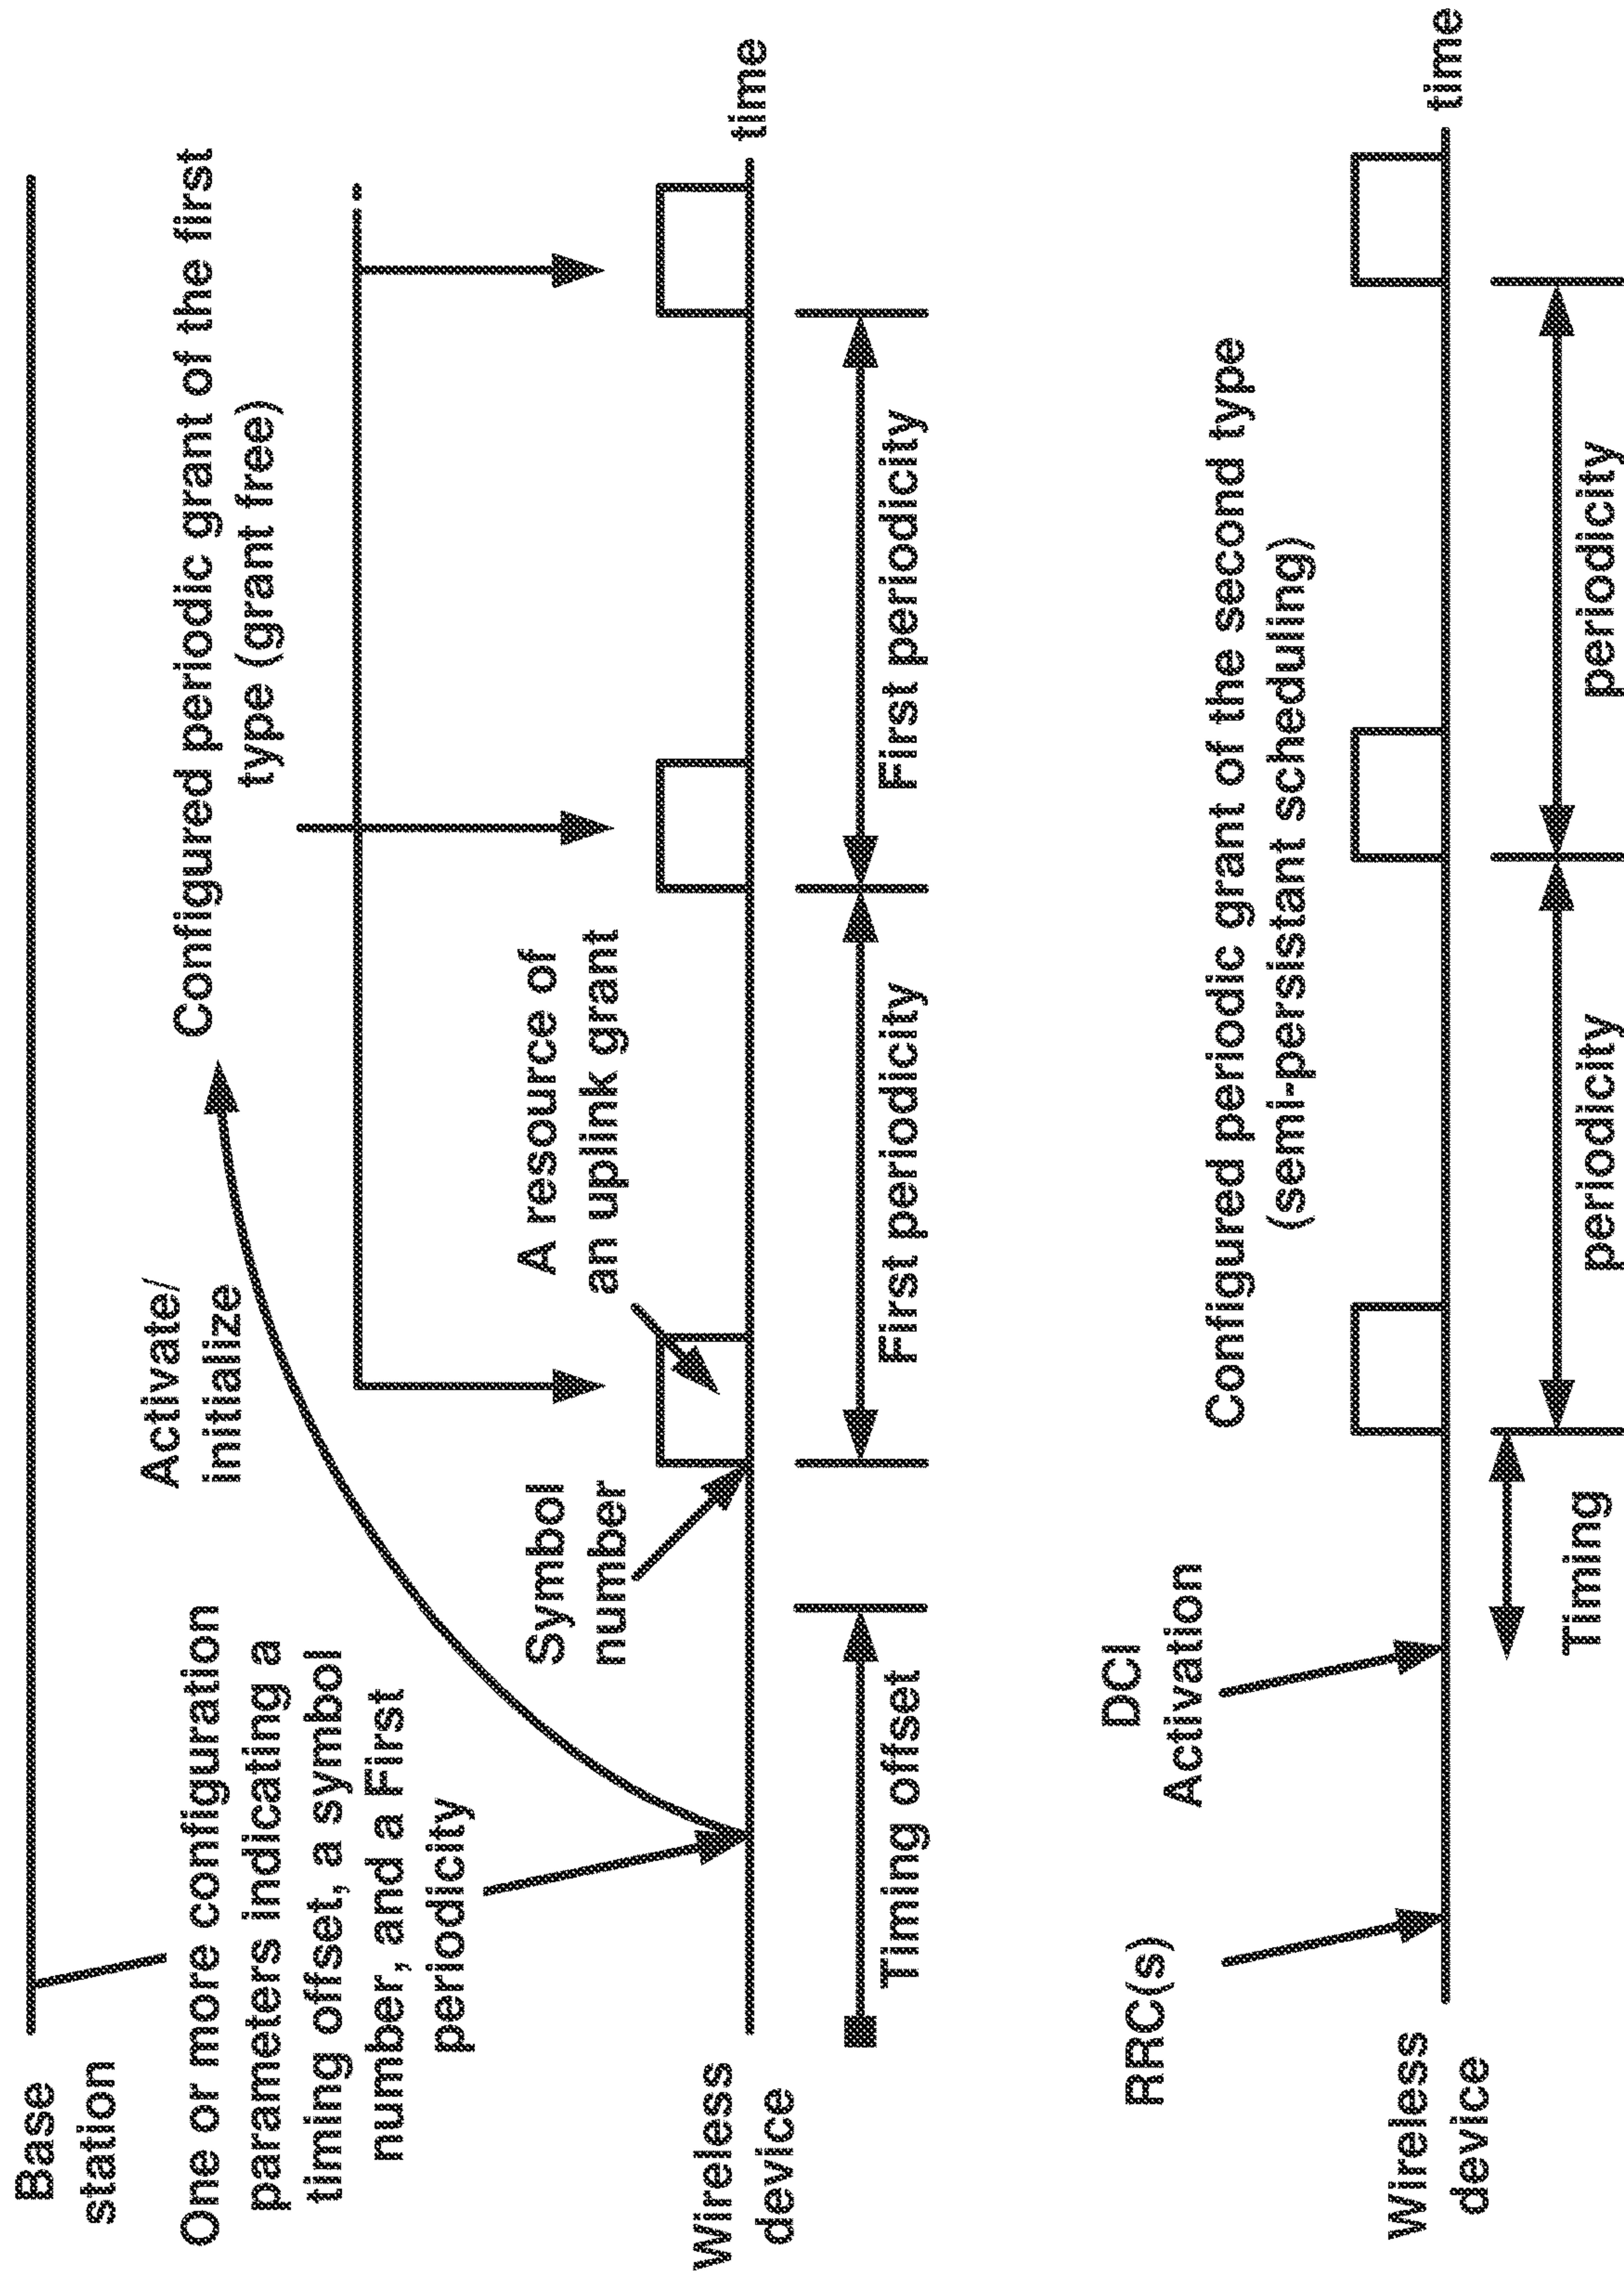 Base
station
One or more configuration
parameters indicating a
timing offset, a symbol
number, and a First
periodicity
Activate/
initialize
Configured periodic grant of the first
type (grant free)
Symbol
number
A resource of
an uplink grant
Wireless
device
time
Timing offset
First periodicity
First periodicity
RRC(s)
DCI
Activation
Configured periodic grant of the second type
(semi-persistant scheduling)
Wireless
device
time
Timing
periodicity
periodicity